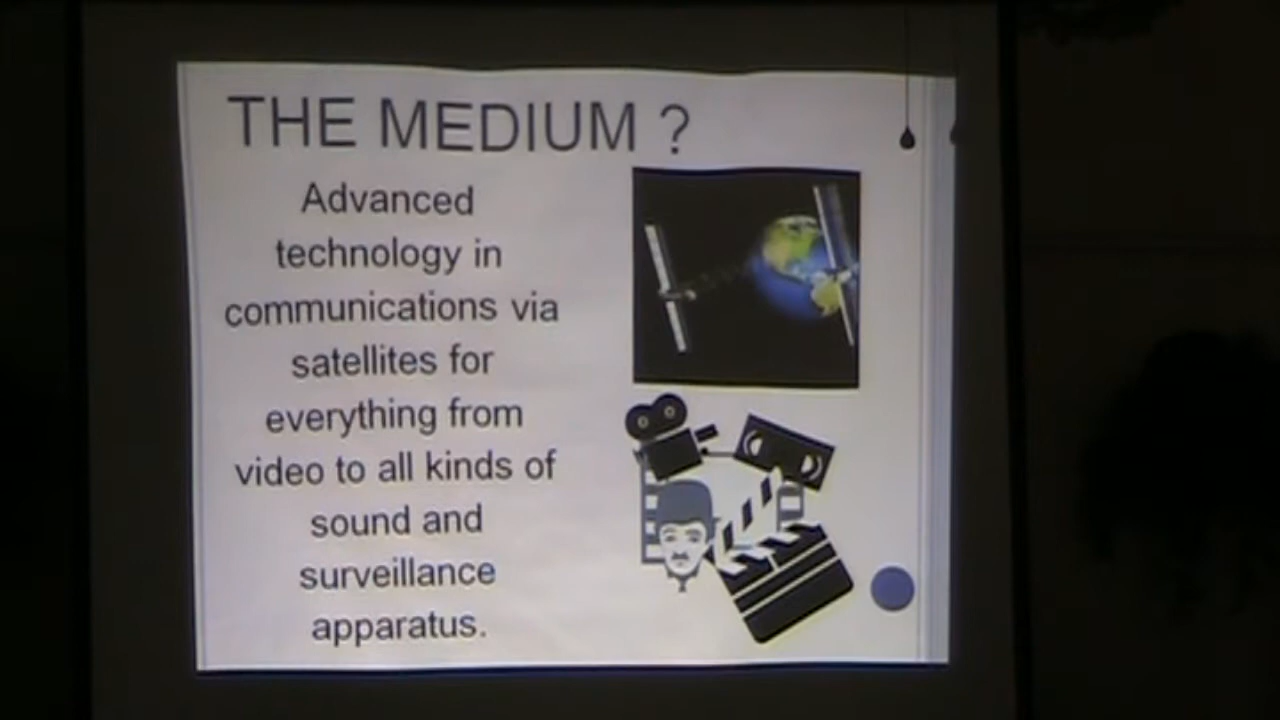 THE MEDIUM ?
Advanced
technology in
communications via
satellites for
everything from
video to all kinds of
sound and
surveillance
apparatus.